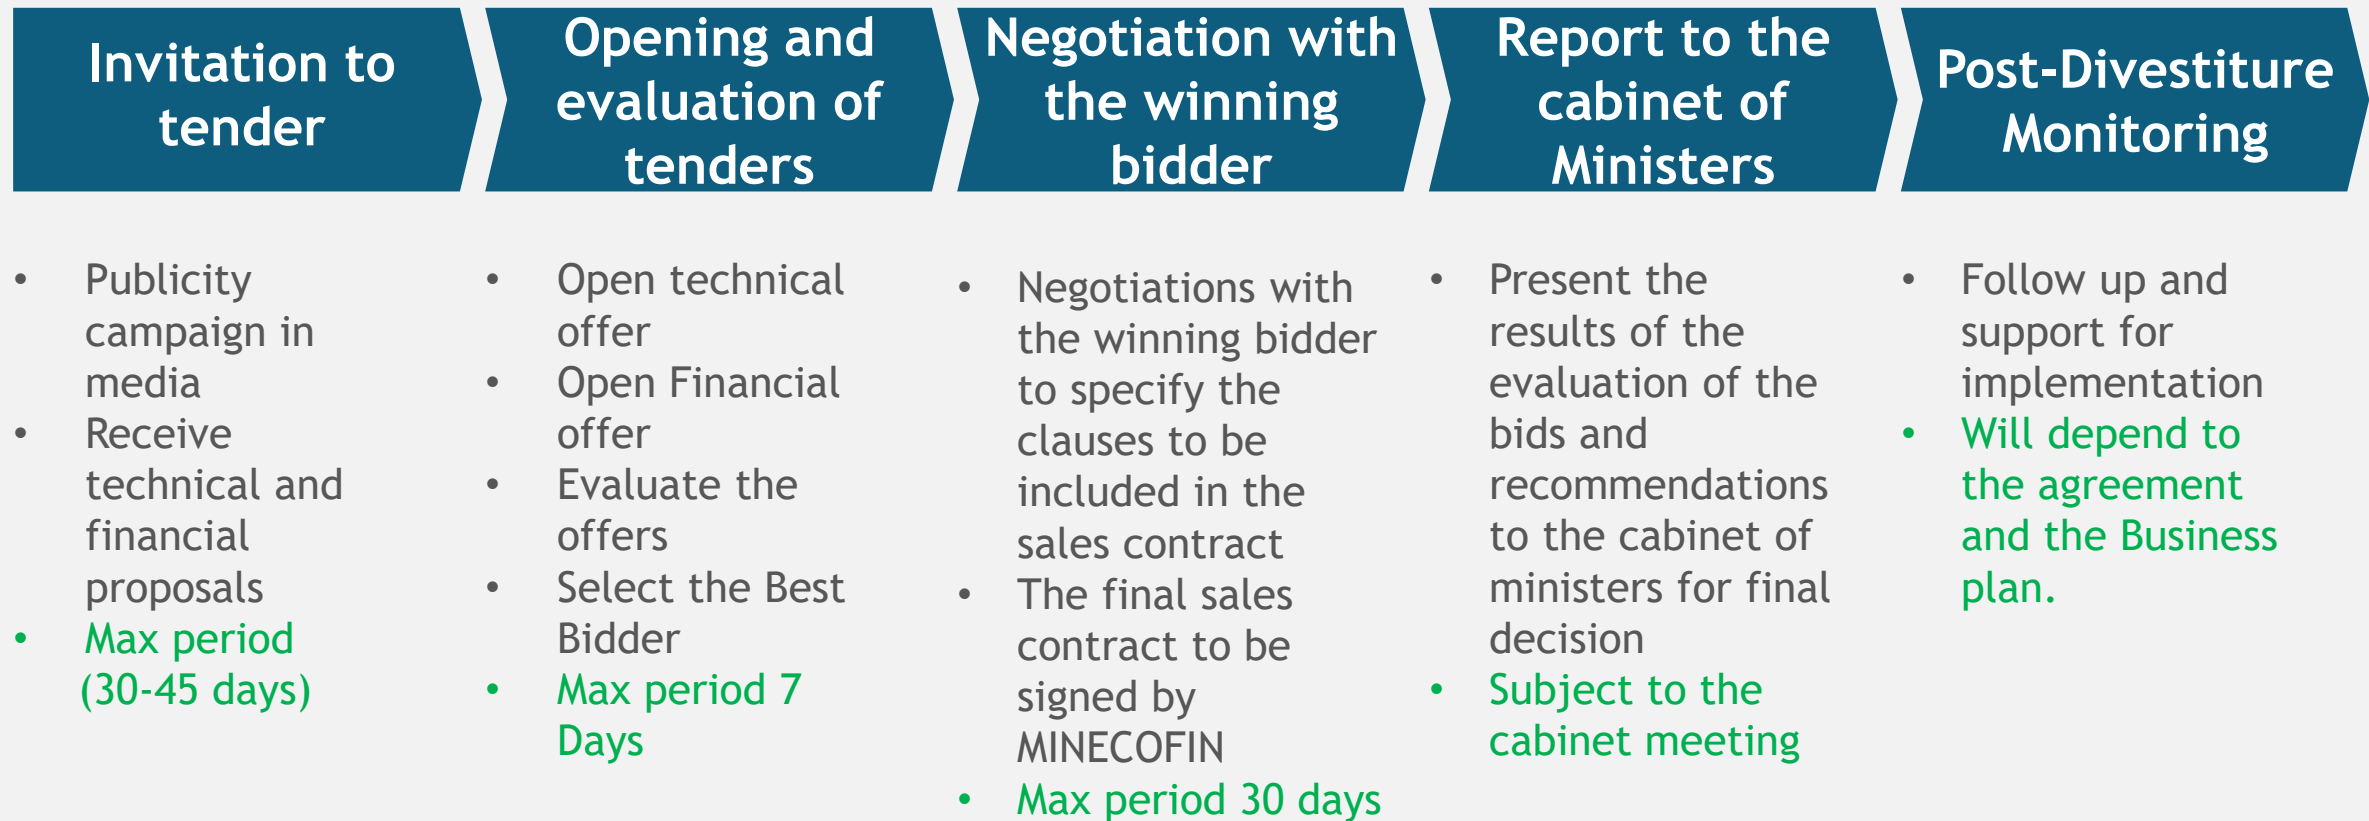 Invitation to
tender
Opening and
evaluation of
tenders
Negotiation with
the winning
bidder
Report to the
cabinet of
Ministers
Post-Divestiture
Monitoring
• Publicity
campaign in
media
• Receive
technical and
financial
proposals
• Max period
(30-45 days)
• Open technical
offer
• Open Financial
offer
• Evaluate the
offers
• Select the Best
Bidder
• Max period 7
Days
• Negotiations with
the winning bidder
to specify the
clauses to be
included in the
sales contract
• The final sales
contract to be
signed by
MINECOFIN
• Max period 30 days
• Present the
results of the
evaluation of the
bids and
recommendations
to the cabinet of
ministers for final
decision
• Subject to the
cabinet meeting
• Follow up and
support for
implementation
• Will depend to
the agreement
and the Business
plan.